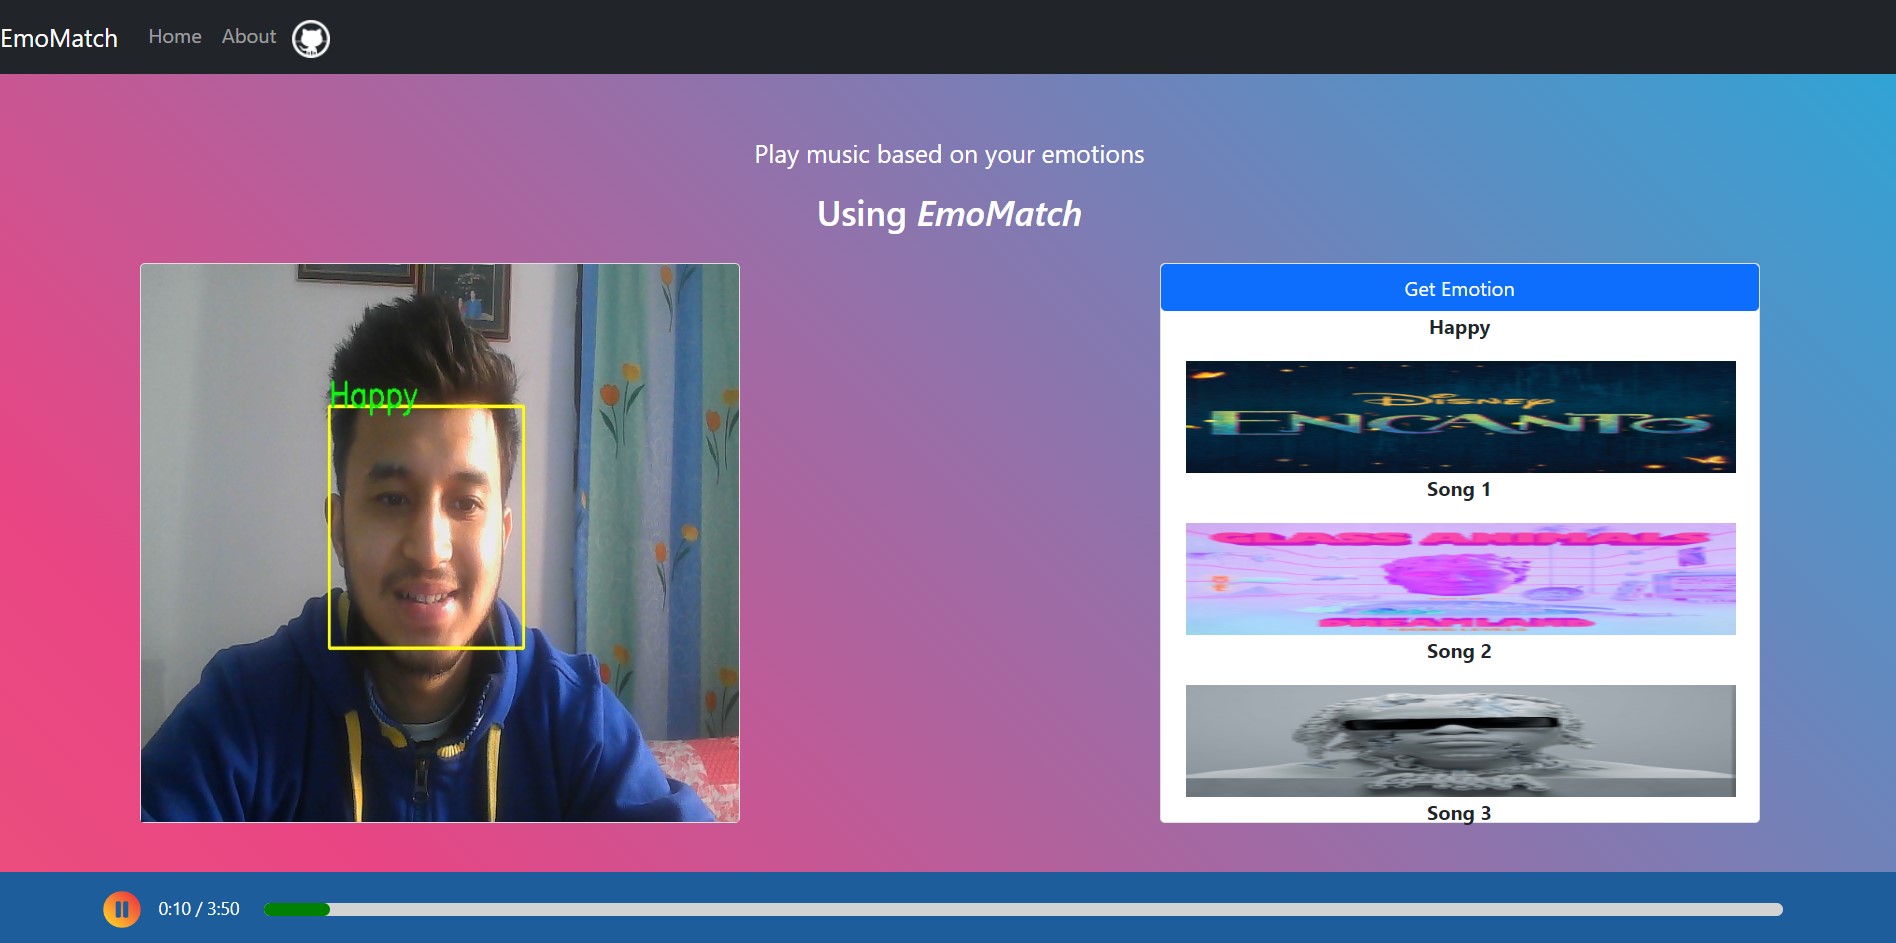 EmoMatch Home About
Play music based on your emotions
Using EmoMatch
Happy
Get Emotion
Happy
DISNEY
ENCANTO
Song 1
GLASS ANIMALS
DREAMLAND
Song 2
Song 3
0:10 / 3:50